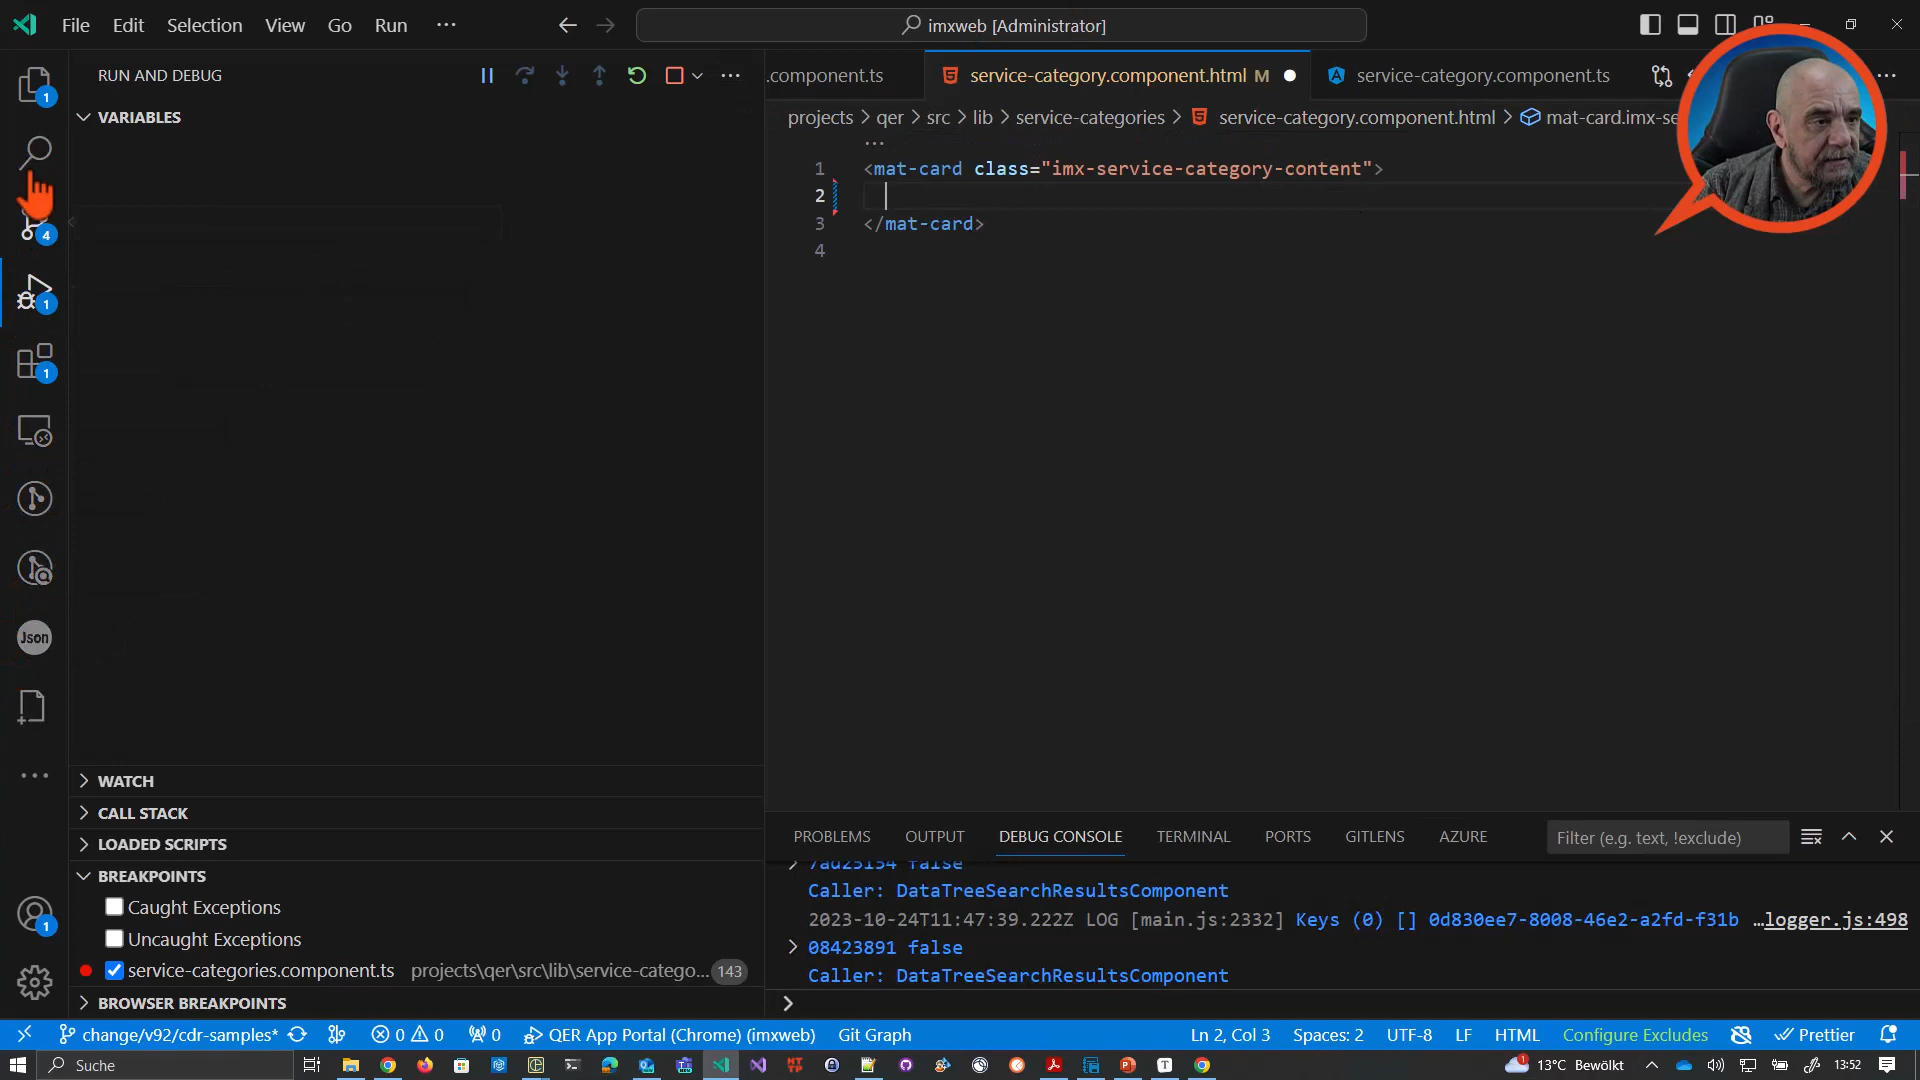 File Edit Selection View Go Run ···
imxweb [Administrator]
RUN AND DEBUG
VARIABLES
1
4
1
1
Json
1
WATCH
CALL STACK
LOADED SCRIPTS
BREAKPOINTS
Caught Exceptions
Uncaught Exceptions
service-categories.component.ts projects\qer\src\lib\service-catego... 143
BROWSER BREAKPOINTS
.component.ts service-category.component.html M service-category.component.ts
projects > qer > src > lib > service-categories > service-category.component.html > mat-card.imx-se
...
1 <mat-card class="imx-service-category-content">
2
3 </mat-card>
4
PROBLEMS OUTPUT DEBUG CONSOLE TERMINAL PORTS GITLENS AZURE Filter (e.g. text, !exclude)
7ad25154 false
Caller: DataTreeSearchResultsComponent
2023-10-24T11:47:39.222Z LOG [main.js:2332] Keys (0) [] 0d830ee7-8008-46e2-a2fd-f31b …logger.js:498
08423891 false
Caller: DataTreeSearchResultsComponent
change/v92/cdr-samples* 0 0 0 QER App Portal (Chrome) (imxweb) Git Graph Ln 2, Col 3 Spaces: 2 UTF-8 LF HTML Configure Excludes Prettier
Suche 13°C Bewölkt 13:52